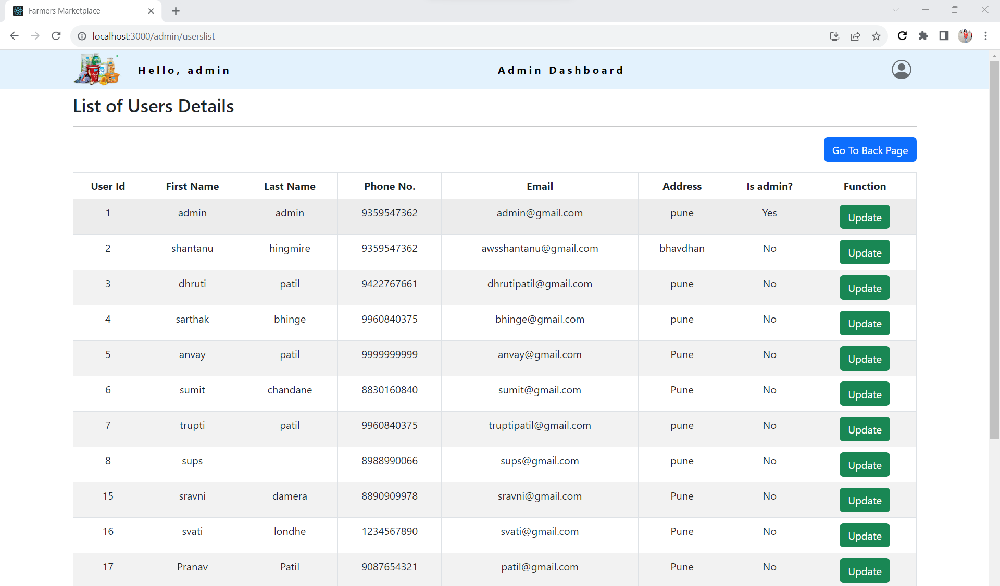 Farmers Marketplace
localhost:3000/admin/userslist
Hello, admin Admin Dashboard
List of Users Details
Go To Back Page
User Id First Name Last Name Phone No. Email Address Is admin? Function
1 admin admin 9359547362 admin@gmail.com pune Yes Update
2 shantanu hingmire 9359547362 awsshantanu@gmail.com bhavdhan No Update
3 dhruti patil 9422767661 dhrutipatil@gmail.com pune No Update
4 sarthak bhinge 9960840375 bhinge@gmail.com pune No Update
5 anvay patil 9999999999 anvay@gmail.com Pune No Update
6 sumit chandane 8830160840 sumit@gmail.com Pune No Update
7 trupti patil 9960840375 truptipatil@gmail.com pune No Update
8 sups 8988990066 sups@gmail.com pune No Update
15 sravni damera 8890909978 sravni@gmail.com Pune No Update
16 svati londhe 1234567890 svati@gmail.com Pune No Update
17 Pranav Patil 9087654321 patil@gmail.com Pune No Update